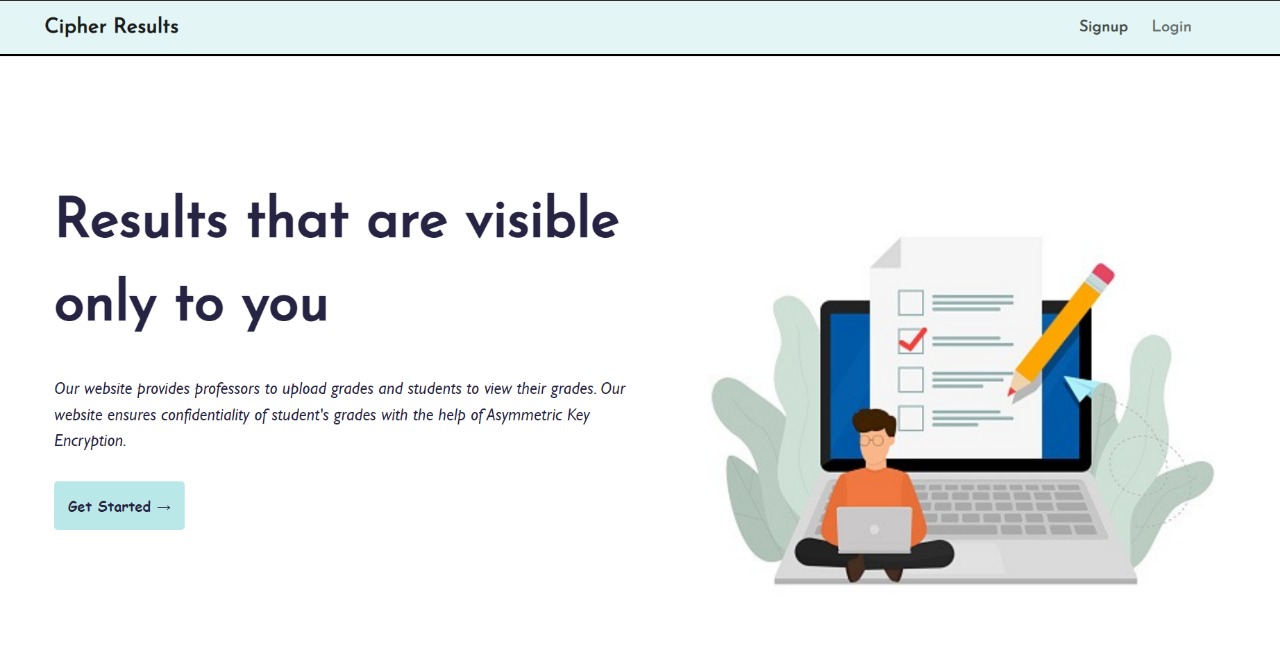 Cipher Results
Signup Login
Results that are visible
only to you
Our website provides professors to upload grades and students to view their grades. Our
website ensures confidentiality of student's grades with the help of Asymmetric Key
Encryption.
Get Started →